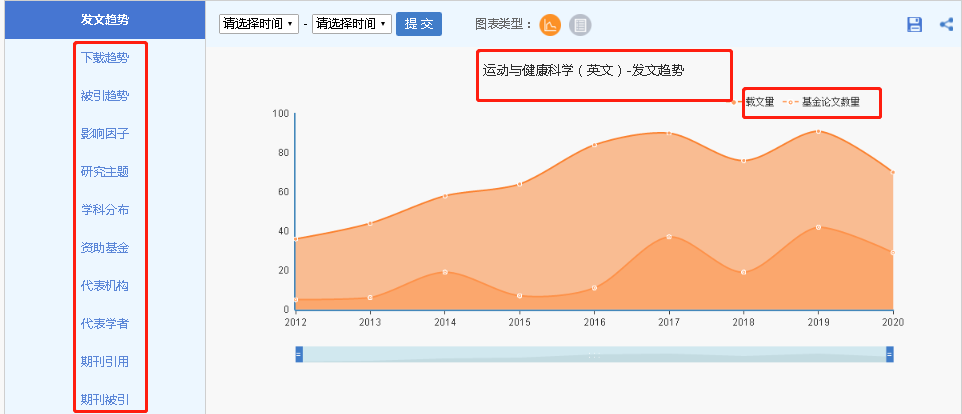 发文趋势
请选择时间 - 请选择时间 提 交 图表类型：
下载趋势
被引趋势
影响因子
研究主题
学科分布
资助基金
代表机构
代表学者
期刊引用
期刊被引
运动与健康科学（英文）-发文趋势
载文量 基金论文数量
100
80
60
40
20
0
2012 2013 2014 2015 2016 2017 2018 2019 2020